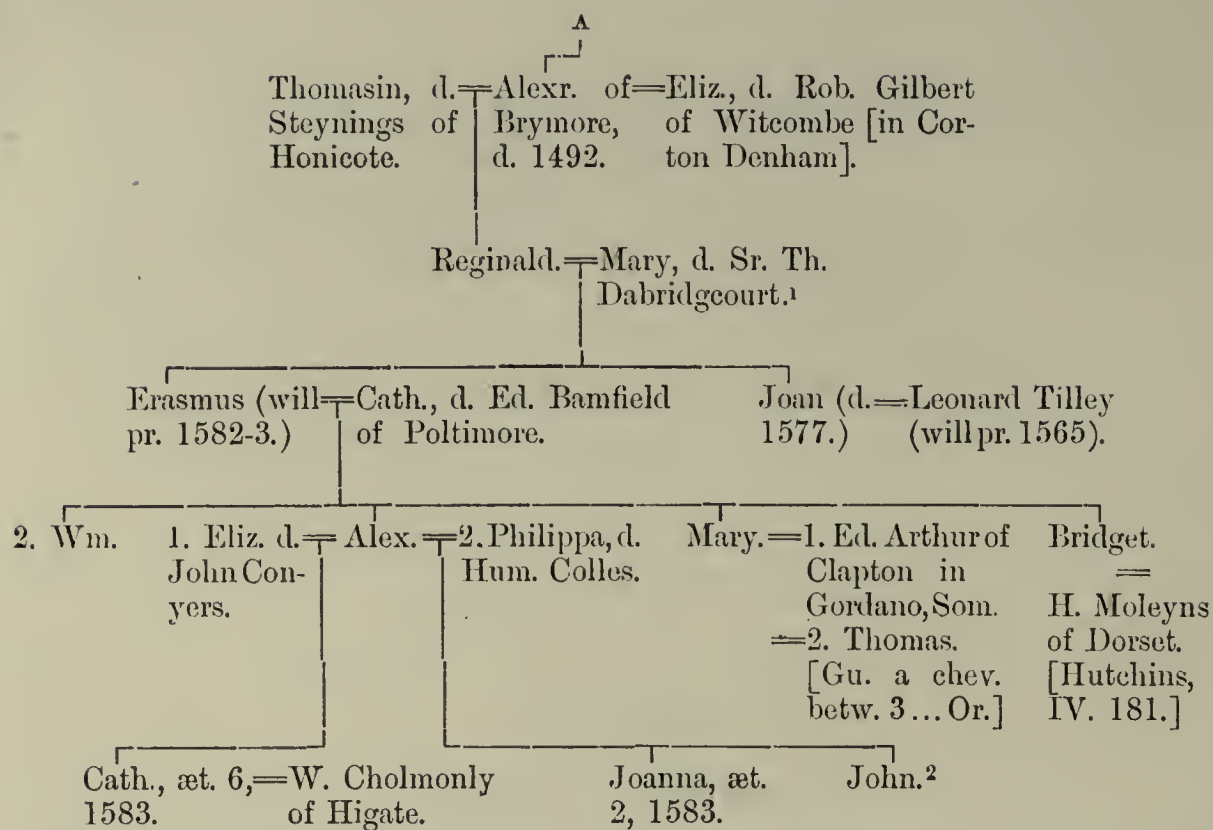 A
Thomasin, d.
Steynings of
Honicote.
Alexr. of
Brymore,
d. 1492.
Eliz., d. Rob. Gilbert
of Witcombe [in Cor-
ton Denham].
Reginald.
Mary, d. Sr. Th.
Dabridgcourt.¹
Erasmus (will
pr. 1582-3.)
Cath., d. Ed. Bamfield
of Poltimore.
Joan (d.
1577.)
Leonard Tilley
(will pr. 1565).
2. Wm.
1. Eliz. d.
John Con-
yers.
Alex.
2. Philippa, d.
Hum. Colles.
Mary.
1. Ed. Arthur of
Clapton in
Gordano, Som.
2. Thomas.
[Gu. a chev.
betw. 3... Or.]
Bridget.
=
H. Moleyns
of Dorset.
[Hutchins,
IV. 181.]
Cath., æt. 6,
1583.
W. Cholmonly
of Higate.
Joanna, æt.
2, 1583.
John.²